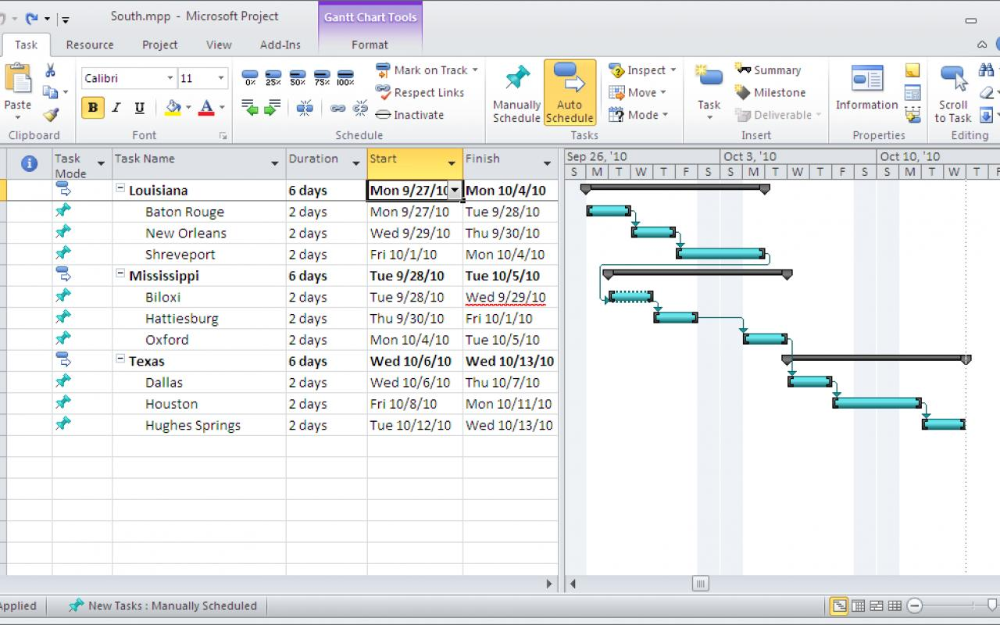 South.mpp - Microsoft Project
Gantt Chart Tools
Task Resource Project View Add-Ins Format
Paste
Clipboard
Calibri 11
B I U A
Font
0% 25% 50% 75% 100%
Mark on Track
Respect Links
Inactivate
Schedule
Manually Schedule
Auto Schedule
Inspect
Move
Mode
Tasks
Task
Summary
Milestone
Deliverable
Insert
Information
Properties
Scroll to Task
Editing
Task Mode Task Name Duration Start Finish
Sep 26, '10 Oct 3, '10 Oct 10, '10
S M T W T F S S M T W T F S S M T W T F
Louisiana 6 days Mon 9/27/10 Mon 10/4/10
Baton Rouge 2 days Mon 9/27/10 Tue 9/28/10
New Orleans 2 days Wed 9/29/10 Thu 9/30/10
Shreveport 2 days Fri 10/1/10 Mon 10/4/10
Mississippi 6 days Tue 9/28/10 Tue 10/5/10
Biloxi 2 days Tue 9/28/10 Wed 9/29/10
Hattiesburg 2 days Thu 9/30/10 Fri 10/1/10
Oxford 2 days Mon 10/4/10 Tue 10/5/10
Texas 6 days Wed 10/6/10 Wed 10/13/10
Dallas 2 days Wed 10/6/10 Thu 10/7/10
Houston 2 days Fri 10/8/10 Mon 10/11/10
Hughes Springs 2 days Tue 10/12/10 Wed 10/13/10
Applied New Tasks : Manually Scheduled